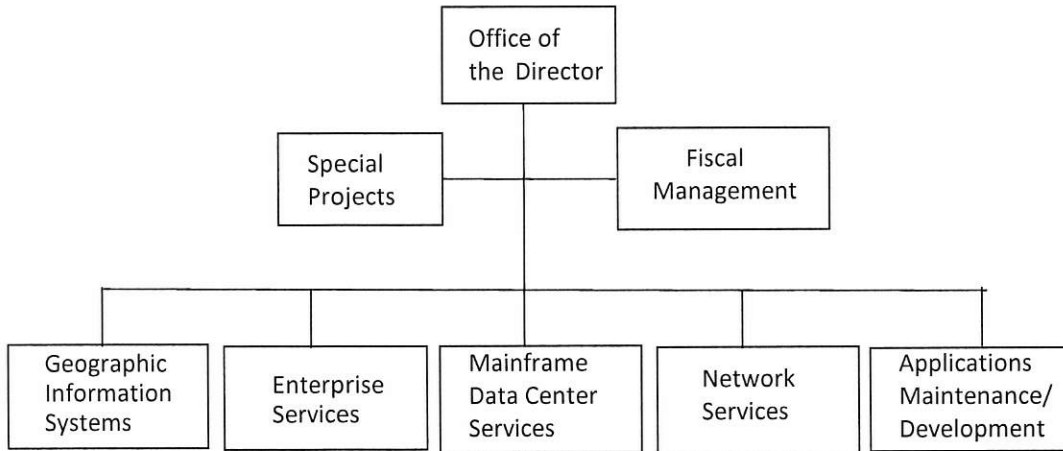 Office of
the Director
Special
Projects
Fiscal
Management
Geographic
Information
Systems
Enterprise
Services
Mainframe
Data Center
Services
Network
Services
Applications
Maintenance/
Development